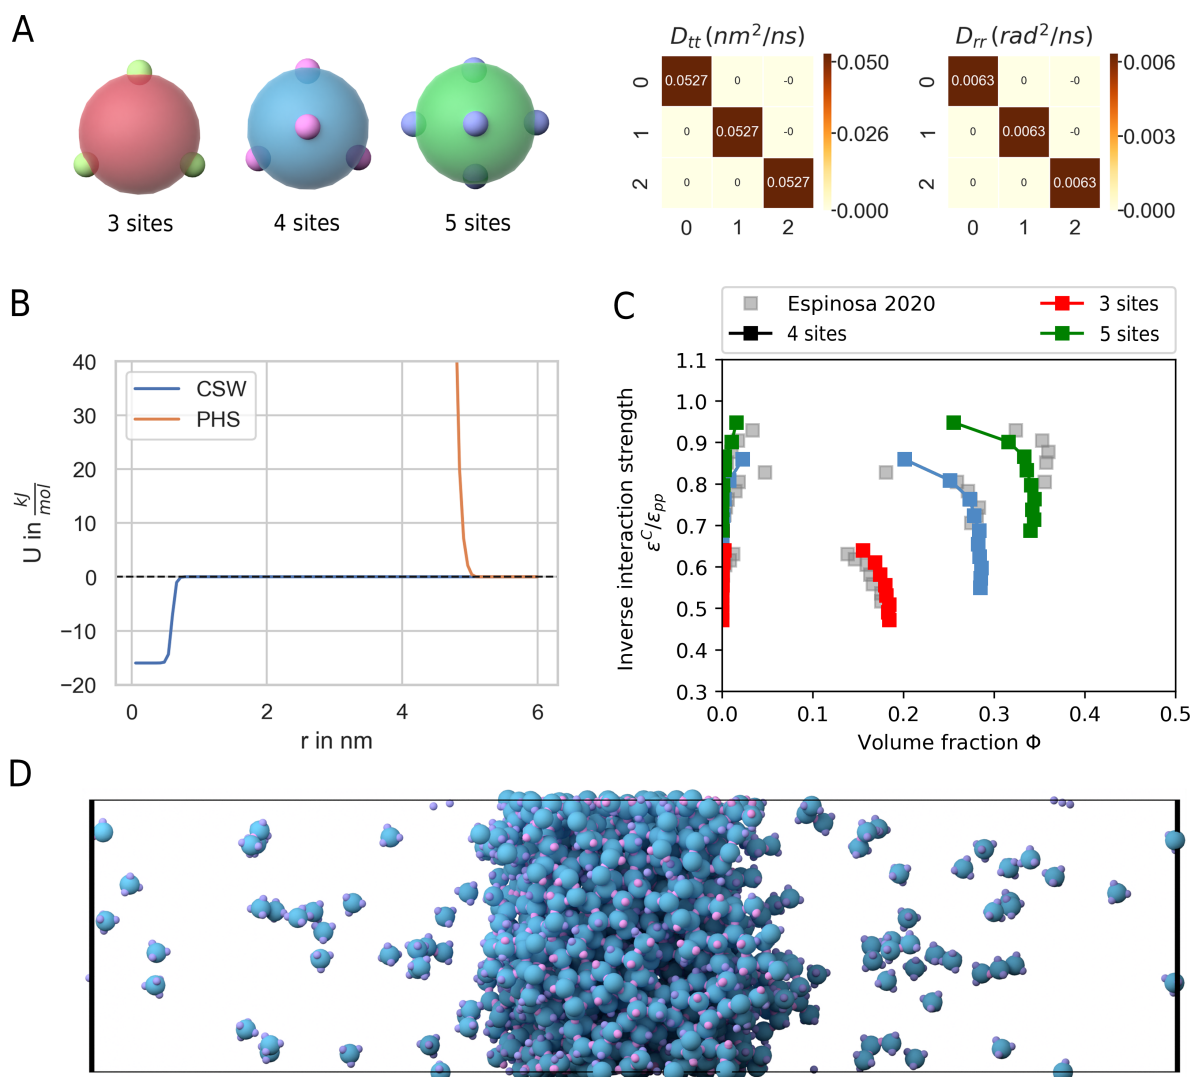 A
3 sites
4 sites
5 sites
D_tt (nm²/ns)
0
1
2
0.0527 0 -0
0 0.0527 -0
0 0 0.0527
0 1 2
0.050
0.026
0.000
D_rr (rad²/ns)
0
1
2
0.0063 0 -0
0 0.0063 -0
0 0 0.0063
0 1 2
0.006
0.003
0.000
B
CSW
PHS
U in kJ/mol
40
30
20
10
0
−10
−20
0 2 4 6
r in nm
C
Espinosa 2020
4 sites
3 sites
5 sites
Inverse interaction strength
ε^C/ε_pp
1.1
1.0
0.9
0.8
0.7
0.6
0.5
0.4
0.3
0.0 0.1 0.2 0.3 0.4 0.5
Volume fraction Φ
D